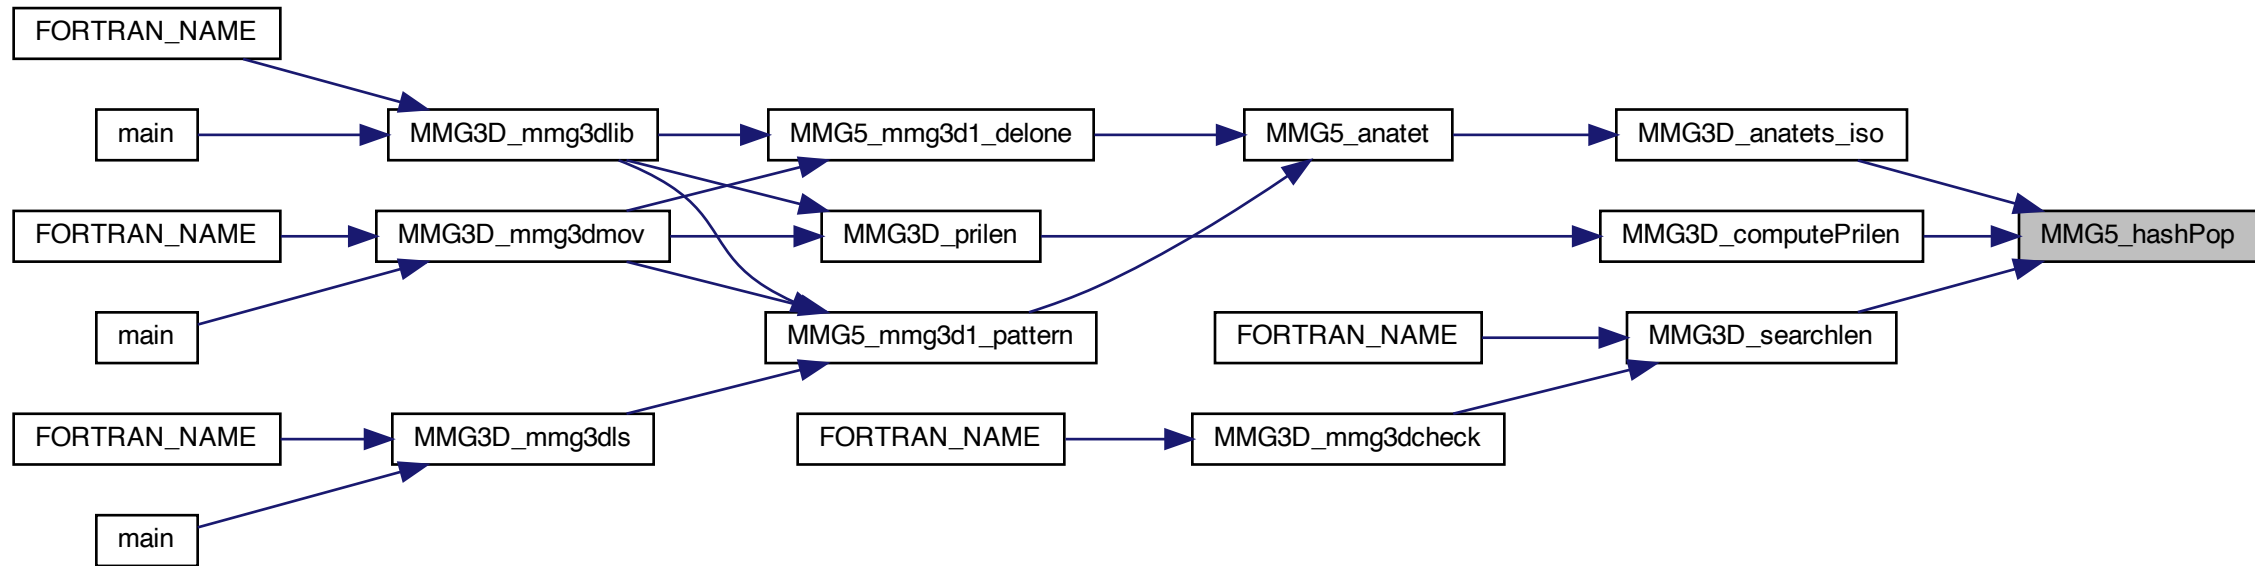 FORTRAN_NAME
main
MMG3D_mmg3dlib
MMG5_mmg3d1_delone
MMG5_anatet
MMG3D_anatets_iso
FORTRAN_NAME
MMG3D_mmg3dmov
MMG3D_prilen
MMG3D_computePrilen
MMG5_hashPop
main
MMG5_mmg3d1_pattern
FORTRAN_NAME
MMG3D_searchlen
FORTRAN_NAME
MMG3D_mmg3dls
FORTRAN_NAME
MMG3D_mmg3dcheck
main